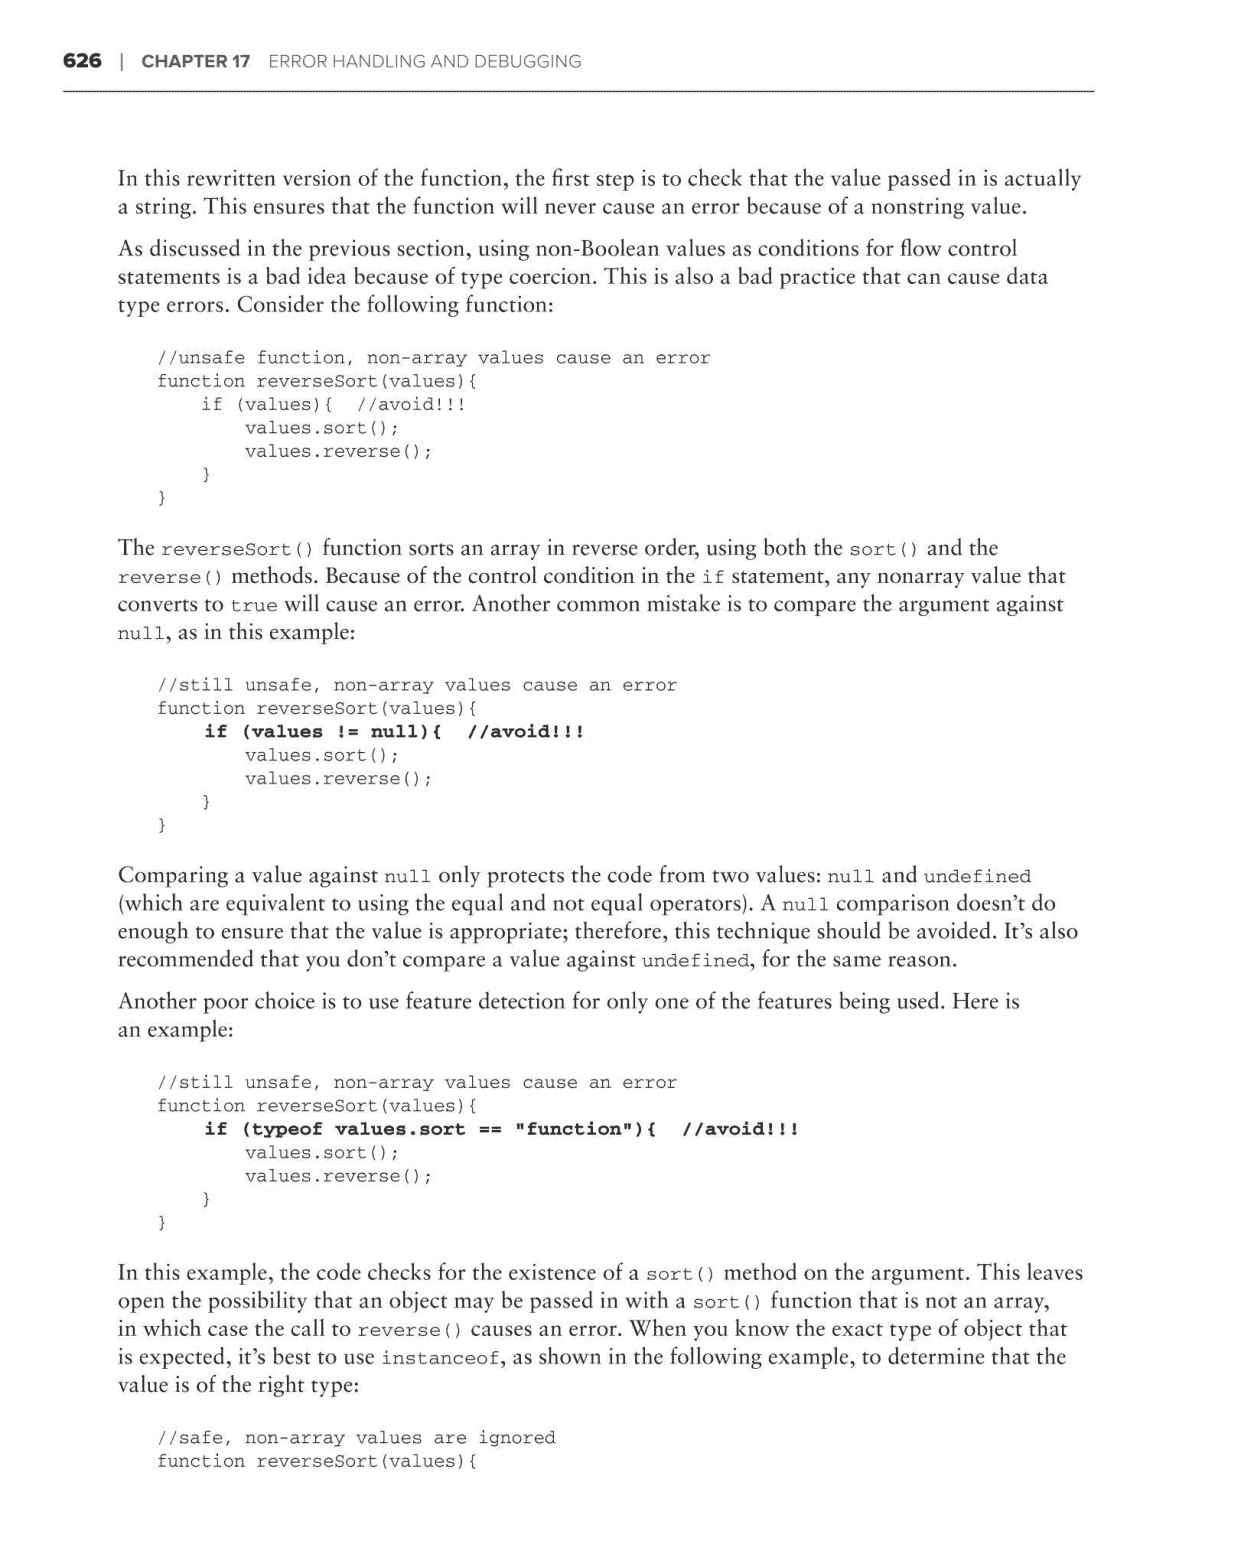 626 | CHAPTER 17 ERROR HANDLING AND DEBUGGING
In this rewritten version of the function, the first step is to check that the value passed in is actually
a string. This ensures that the function will never cause an error because of a nonstring value.
As discussed in the previous section, using non-Boolean values as conditions for flow control
statements is a bad idea because of type coercion. This is also a bad practice that can cause data
type errors. Consider the following function:
//unsafe function, non-array values cause an error
function reverseSort(values){
    if (values){  //avoid!!!
        values.sort();
        values.reverse();
    }
}
The reverseSort() function sorts an array in reverse order, using both the sort() and the
reverse() methods. Because of the control condition in the if statement, any nonarray value that
converts to true will cause an error. Another common mistake is to compare the argument against
null, as in this example:
//still unsafe, non-array values cause an error
function reverseSort(values){
    if (values != null){  //avoid!!!
        values.sort();
        values.reverse();
    }
}
Comparing a value against null only protects the code from two values: null and undefined
(which are equivalent to using the equal and not equal operators). A null comparison doesn’t do
enough to ensure that the value is appropriate; therefore, this technique should be avoided. It’s also
recommended that you don’t compare a value against undefined, for the same reason.
Another poor choice is to use feature detection for only one of the features being used. Here is
an example:
//still unsafe, non-array values cause an error
function reverseSort(values){
    if (typeof values.sort == "function"){  //avoid!!!
        values.sort();
        values.reverse();
    }
}
In this example, the code checks for the existence of a sort() method on the argument. This leaves
open the possibility that an object may be passed in with a sort() function that is not an array,
in which case the call to reverse() causes an error. When you know the exact type of object that
is expected, it’s best to use instanceof, as shown in the following example, to determine that the
value is of the right type:
//safe, non-array values are ignored
function reverseSort(values){